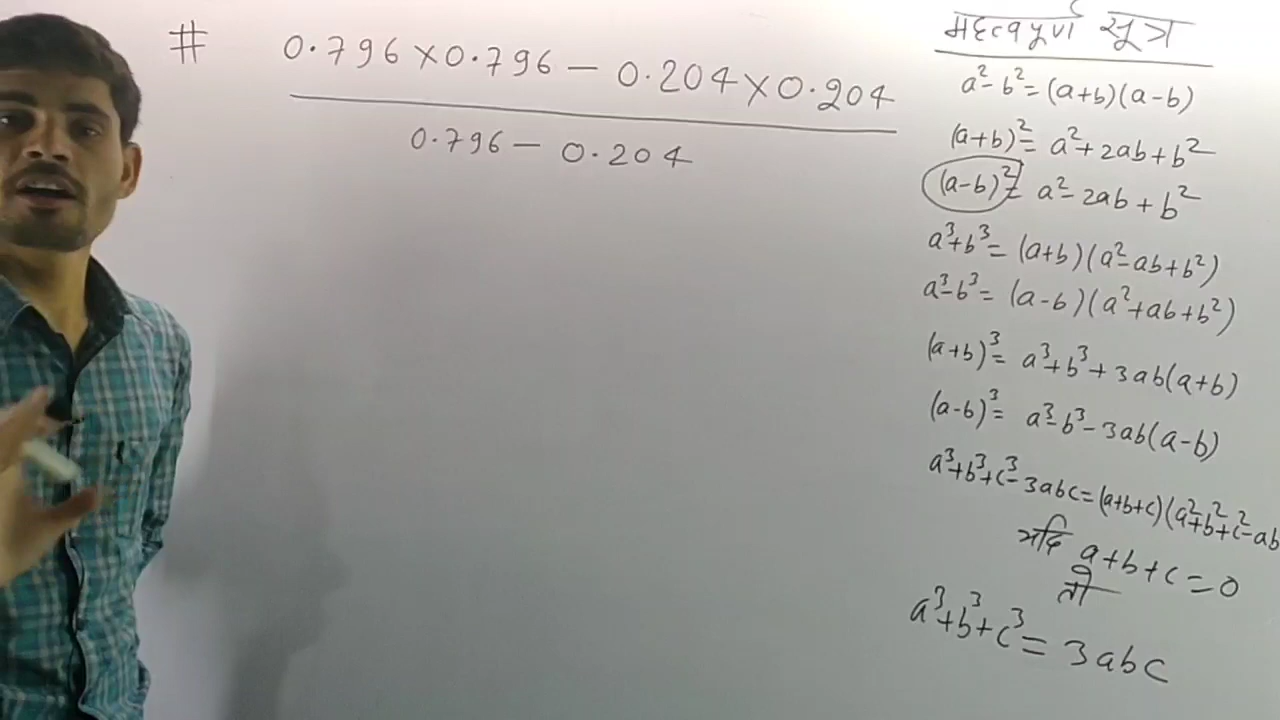 # 0.796×0.796 − 0.204×0.204
0.796 − 0.204
महत्वपूर्ण सूत्र
a²-b²=(a+b)(a-b)
(a+b)²= a²+2ab+b²
(a-b)²= a²-2ab+b²
a³+b³= (a+b)(a²-ab+b²)
a³-b³= (a-b)(a²+ab+b²)
(a+b)³= a³+b³+3ab(a+b)
(a-b)³= a³-b³-3ab(a-b)
a³+b³+c³-3abc=(a+b+c)(a²+b²+c²-ab
यदि a+b+c=0
तो
a³+b³+c³= 3abc